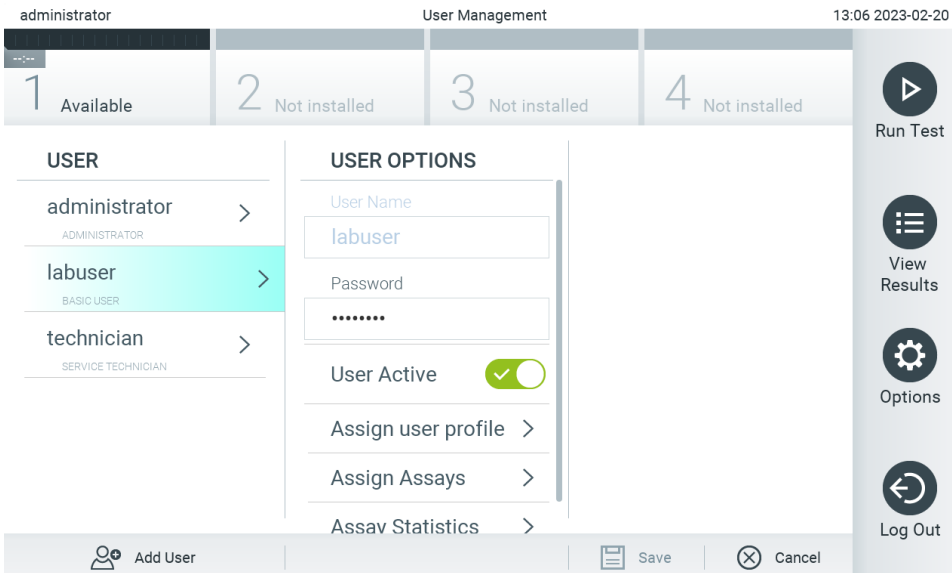 administrator User Management 13:06 2023-02-20
--:--
1 Available 2 Not installed 3 Not installed 4 Not installed
Run Test
View
Results
Options
Log Out
USER
administrator
ADMINISTRATOR
labuser
BASIC USER
technician
SERVICE TECHNICIAN
USER OPTIONS
User Name
labuser
Password
••••••••
User Active
Assign user profile
Assign Assays
Assay Statistics
Add User Save Cancel